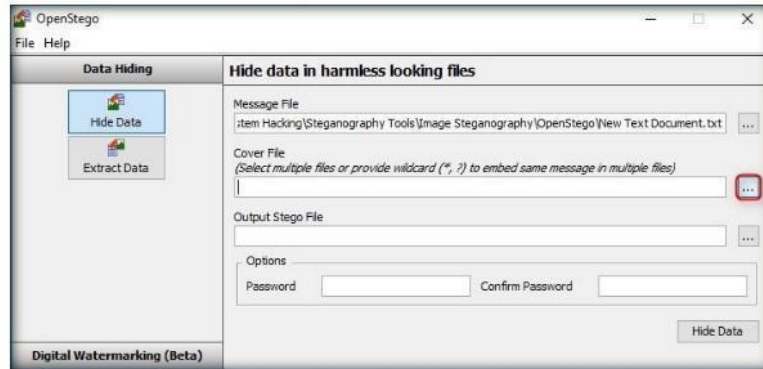 OpenStego
File Help
Data Hiding
Hide Data
Extract Data
Digital Watermarking (Beta)
Hide data in harmless looking files
Message File
:tem Hacking\Steganography Tools\Image Steganography\OpenStego\New Text Document.txt ...
Cover File
(Select multiple files or provide wildcard (*, ?) to embed same message in multiple files)
...
Output Stego File
...
Options
Password Confirm Password
Hide Data